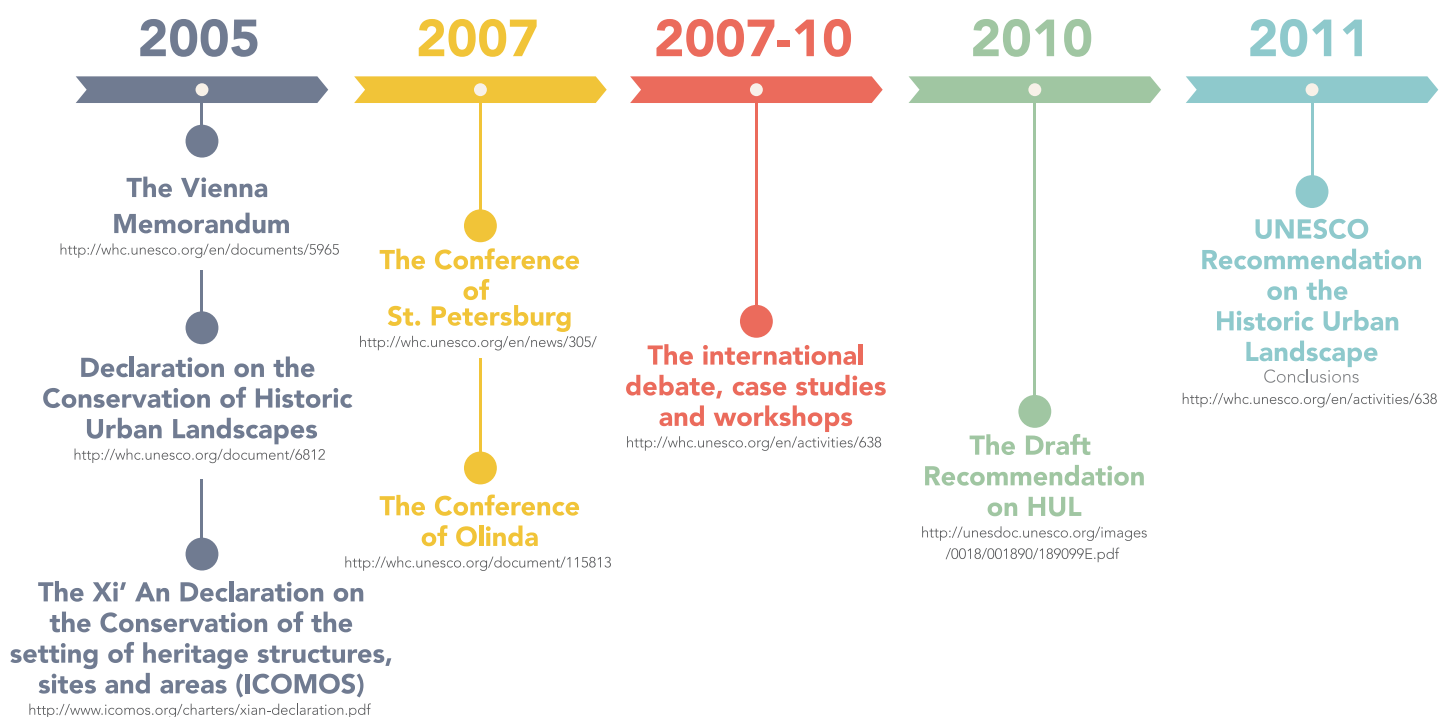 2005
The Vienna
Memorandum
http://whc.unesco.org/en/documents/5965
Declaration on the
Conservation of Historic
Urban Landscapes
http://whc.unesco.org/document/6812
The Xi’ An Declaration on
the Conservation of the
setting of heritage structures,
sites and areas (ICOMOS)
http://www.icomos.org/charters/xian-declaration.pdf
2007
The Conference
of
St. Petersburg
http://whc.unesco.org/en/news/305/
The Conference
of Olinda
http://whc.unesco.org/document/115813
2007-10
The international
debate, case studies
and workshops
http://whc.unesco.org/en/activities/638
2010
The Draft
Recommendation
on HUL
http://unesdoc.unesco.org/images
/0018/001890/189099E.pdf
2011
UNESCO
Recommendation
on the
Historic Urban
Landscape
Conclusions
http://whc.unesco.org/en/activities/638